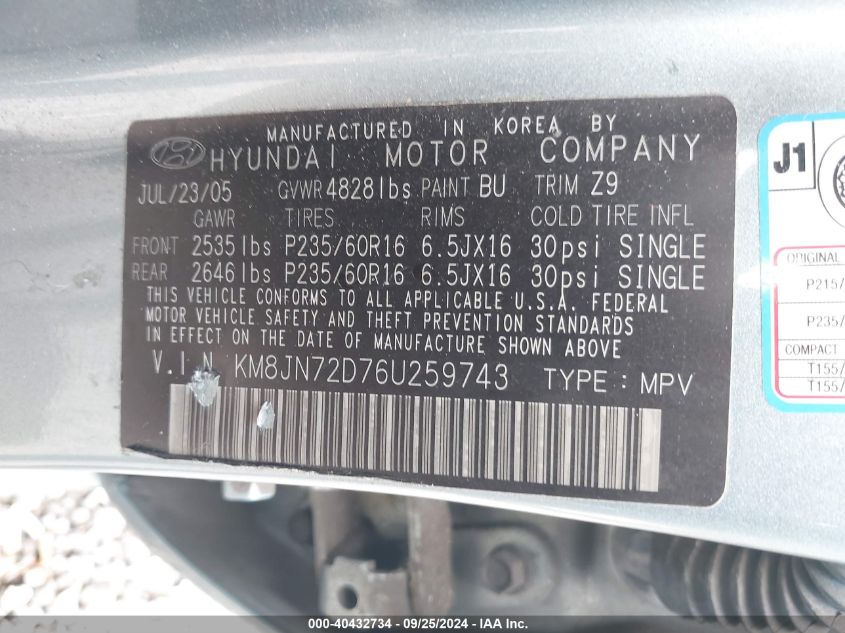 MANUFACTURED IN KOREA BY
HYUNDAI MOTOR COMPANY
JUL/23/05 GVWR 4828lbs PAINT BU TRIM Z9
GAWR TIRES RIMS COLD TIRE INFL
FRONT 2535lbs P235/60R16 6.5JX16 30psi SINGLE
REAR 2646lbs P235/60R16 6.5JX16 30psi SINGLE
THIS VEHICLE CONFORMS TO ALL APPLICABLE U.S.A. FEDERAL
MOTOR VEHICLE SAFETY AND THEFT PREVENTION STANDARDS
IN EFFECT ON THE DATE OF MANUFACTURE SHOWN ABOVE
V.I.N KM8JN72D76U259743 TYPE : MPV
J1
ORIGINAL
P215/
P235/
COMPACT
T155/
T155/
000-40432734 - 09/25/2024 - IAA, Inc.